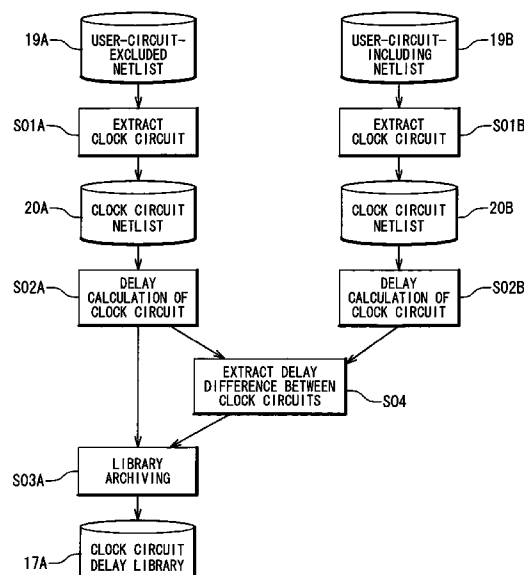 19A
USER-CIRCUIT-
EXCLUDED
NETLIST
USER-CIRCUIT-
INCLUDING
NETLIST
19B
S01A
EXTRACT
CLOCK CIRCUIT
EXTRACT
CLOCK CIRCUIT
S01B
20A
CLOCK CIRCUIT
NETLIST
CLOCK CIRCUIT
NETLIST
20B
S02A
DELAY
CALCULATION OF
CLOCK CIRCUIT
DELAY
CALCULATION OF
CLOCK CIRCUIT
S02B
EXTRACT DELAY
DIFFERENCE BETWEEN
CLOCK CIRCUITS
S04
S03A
LIBRARY
ARCHIVING
17A
CLOCK CIRCUIT
DELAY LIBRARY